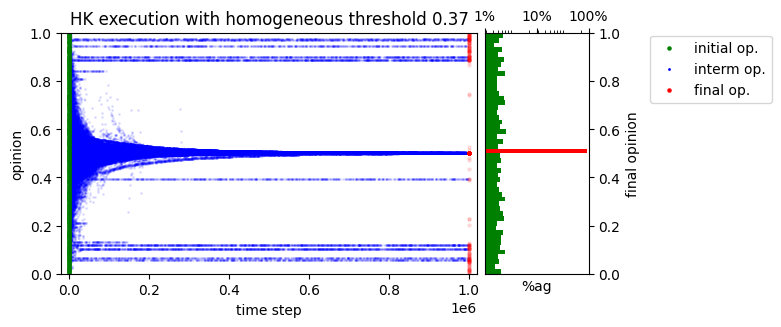 HK execution with homogeneous threshold 0.37
1% 10% 100%
1.0 1.0
0.8 0.8
0.6 0.6
0.4 0.4
0.2 0.2
0.0 0.0
opinion
final opinion
0.0 0.2 0.4 0.6 0.8 1.0
1e6
time step
%ag
initial op.
interm op.
final op.